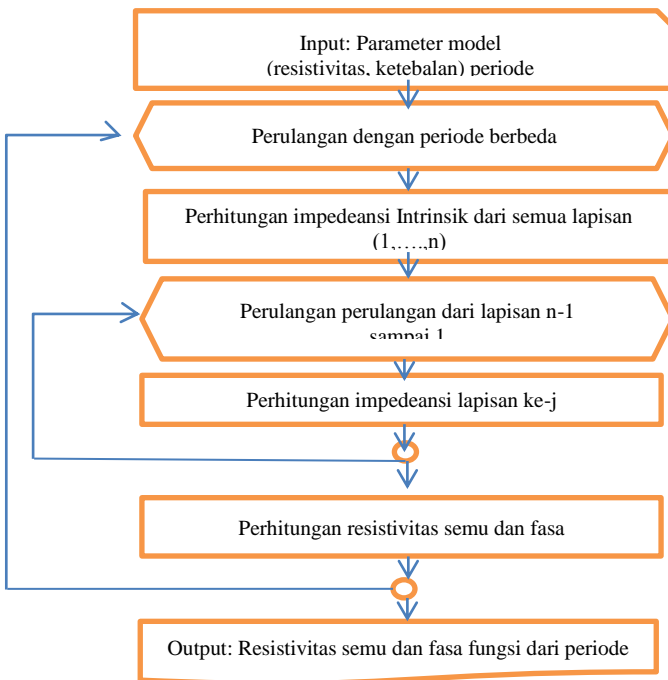 Input: Parameter model
(resistivitas, ketebalan) periode
Perulangan dengan periode berbeda
Perhitungan impedeansi Intrinsik dari semua lapisan
(1,….,n)
Perulangan perulangan dari lapisan n-1
sampai 1
Perhitungan impedeansi lapisan ke-j
Perhitungan resistivitas semu dan fasa
Output: Resistivitas semu dan fasa fungsi dari periode